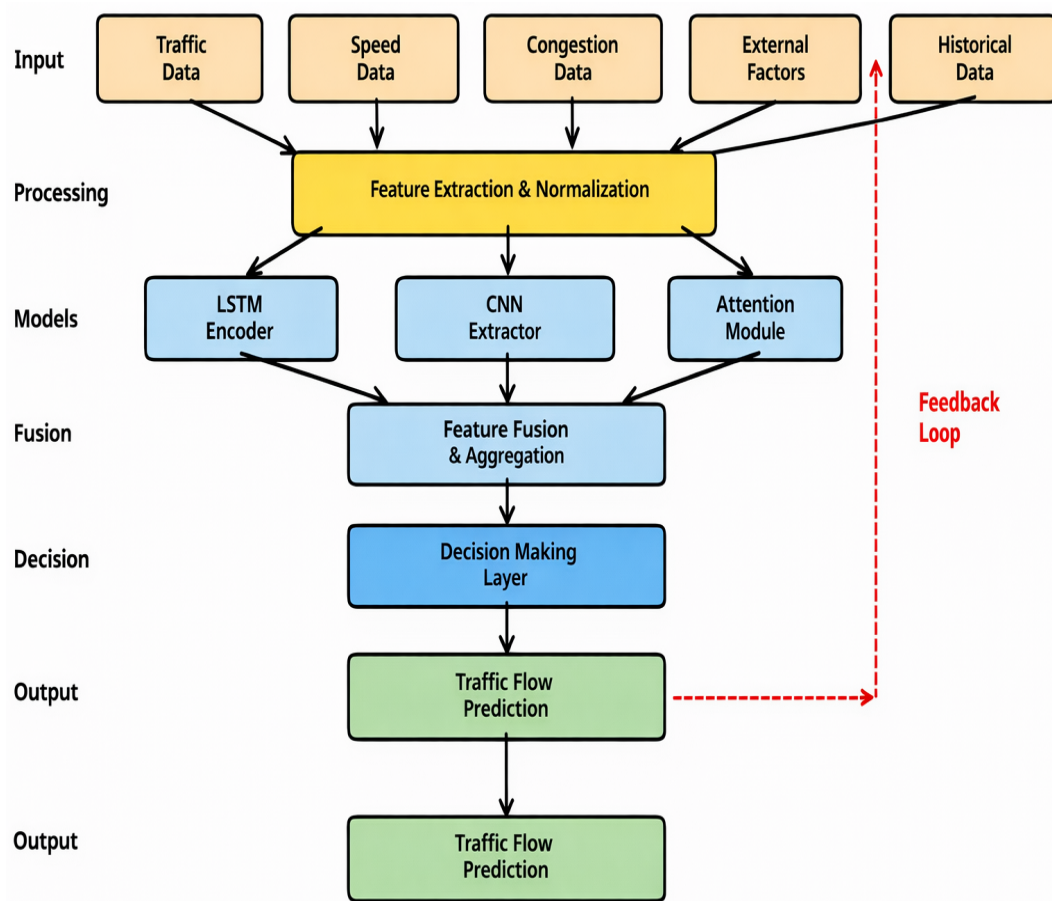 Input
Traffic
Data
Speed
Data
Congestion
Data
External
Factors
Historical
Data
Processing
Feature Extraction & Normalization
Models
LSTM
Encoder
CNN
Extractor
Attention
Module
Feedback
Loop
Fusion
Feature Fusion
& Aggregation
Decision
Decision Making
Layer
Output
Traffic Flow
Prediction
Output
Traffic Flow
Prediction